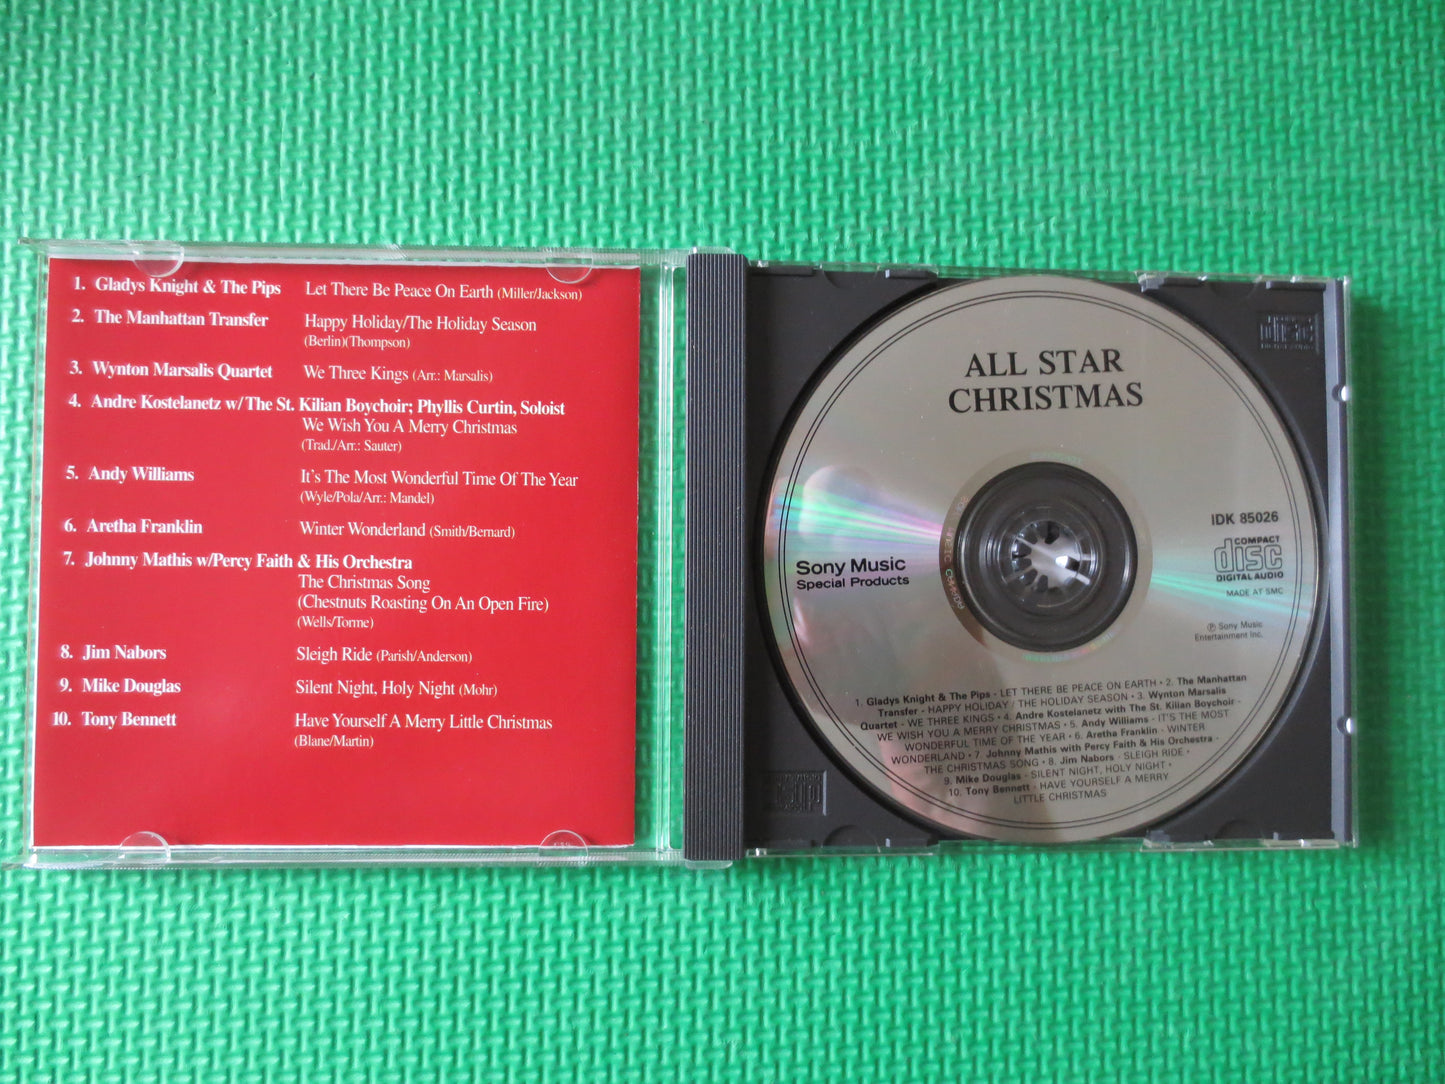 1. Gladys Knight & The Pips Let There Be Peace On Earth (Miller/Jackson)
2. The Manhattan Transfer Happy Holiday/The Holiday Season
(Berlin)(Thompson)
3. Wynton Marsalis Quartet We Three Kings (Arr.: Marsalis)
4. Andre Kostelanetz w/The St. Kilian Boychoir; Phyllis Curtin, Soloist
We Wish You A Merry Christmas
(Trad./Arr.: Sauter)
5. Andy Williams It's The Most Wonderful Time Of The Year
(Wyle/Pola/Arr.: Mandel)
6. Aretha Franklin Winter Wonderland (Smith/Bernard)
7. Johnny Mathis w/Percy Faith & His Orchestra
The Christmas Song
(Chestnuts Roasting On An Open Fire)
(Wells/Torme)
8. Jim Nabors Sleigh Ride (Parish/Anderson)
9. Mike Douglas Silent Night, Holy Night (Mohr)
10. Tony Bennett Have Yourself A Merry Little Christmas
(Blane/Martin)
ALL STAR
CHRISTMAS
IDK 85026
COMPACT
disc
DIGITAL AUDIO
MADE AT SMC
Sony Music
Special Products
℗ Sony Music
Entertainment Inc.
1. Gladys Knight & The Pips - LET THERE BE PEACE ON EARTH • 2. The Manhattan
Transfer - HAPPY HOLIDAY / THE HOLIDAY SEASON • 3. Wynton Marsalis
Quartet - WE THREE KINGS • 4. Andre Kostelanetz with The St. Kilian Boychoir -
WE WISH YOU A MERRY CHRISTMAS • 5. Andy Williams - IT'S THE MOST
WONDERFUL TIME OF THE YEAR • 6. Aretha Franklin - WINTER
WONDERLAND • 7. Johnny Mathis with Percy Faith & His Orchestra -
THE CHRISTMAS SONG • 8. Jim Nabors - SLEIGH RIDE •
9. Mike Douglas - SILENT NIGHT, HOLY NIGHT •
10. Tony Bennett - HAVE YOURSELF A MERRY
LITTLE CHRISTMAS